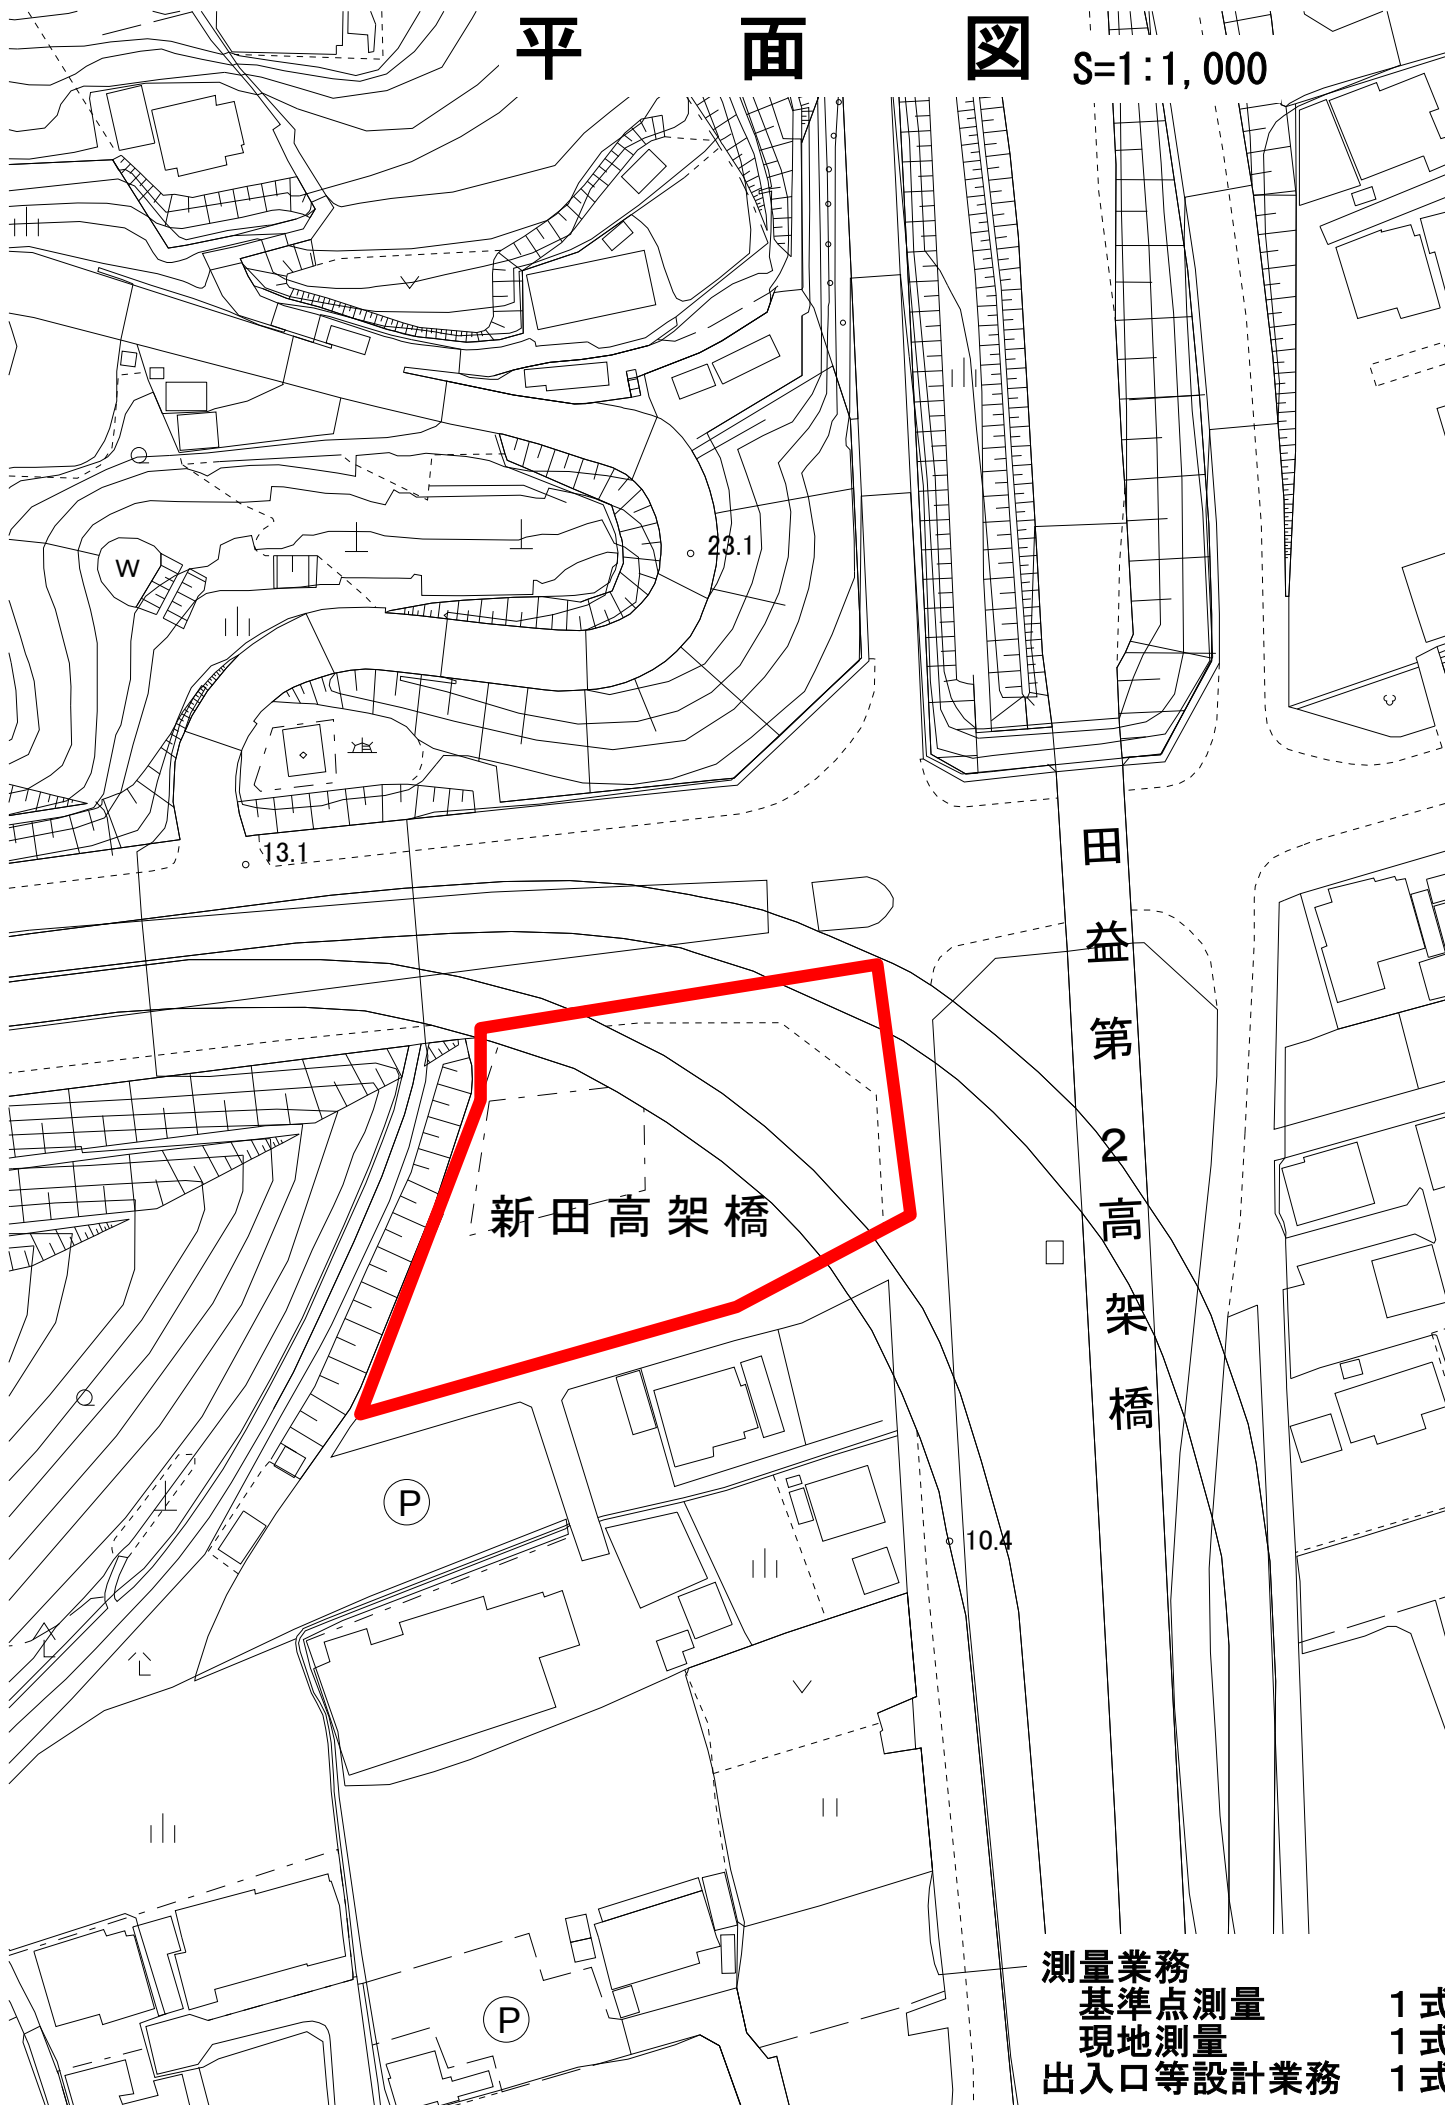 平面図
S=1:1,000
23.1
W
13.1
田益第2高架橋
新田高架橋
P
10.4
P
測量業務
基準点測量 1式
現地測量 1式
出入口等設計業務 1式